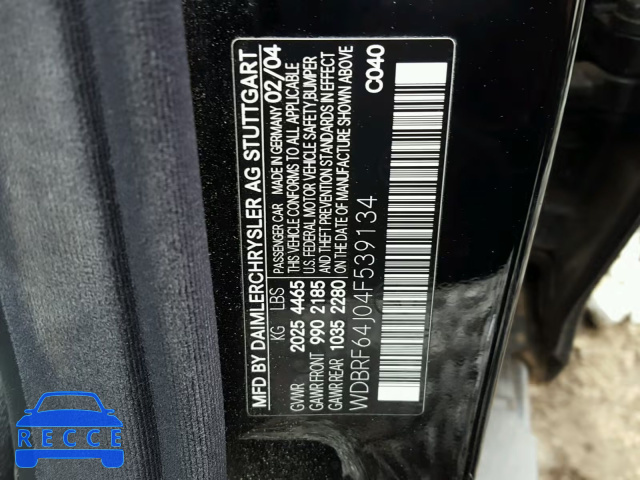 MFD BY DAIMLERCHRYSLER AG STUTTGART
PASSENGER CAR MADE IN GERMANY 02/04
KG LBS THIS VEHICLE CONFORMS TO ALL APPLICABLE
U.S. FEDERAL MOTOR VEHICLE SAFETY, BUMPER
GVWR 2025 4465 AND THEFT PREVENTION STANDARDS IN EFFECT
GAWR FRONT 990 2185 ON THE DATE OF MANUFACTURE SHOWN ABOVE
GAWR REAR 1035 2280
WDBRF64J04F539134 C040
RECCE